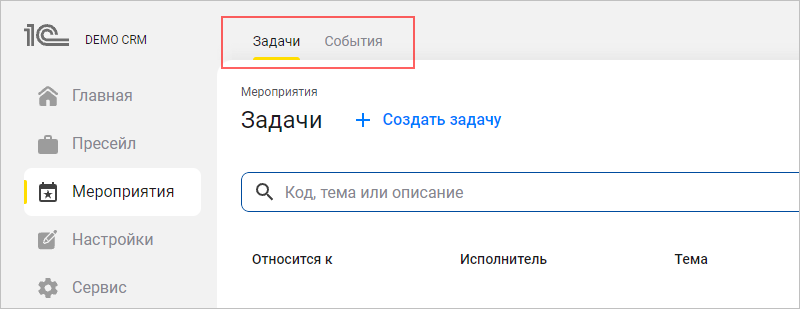 1С DEMO CRM
Задачи События
Главная
Пресейл
Мероприятия
Настройки
Сервис
Мероприятия
Задачи + Создать задачу
Код, тема или описание
Относится к Исполнитель Тема